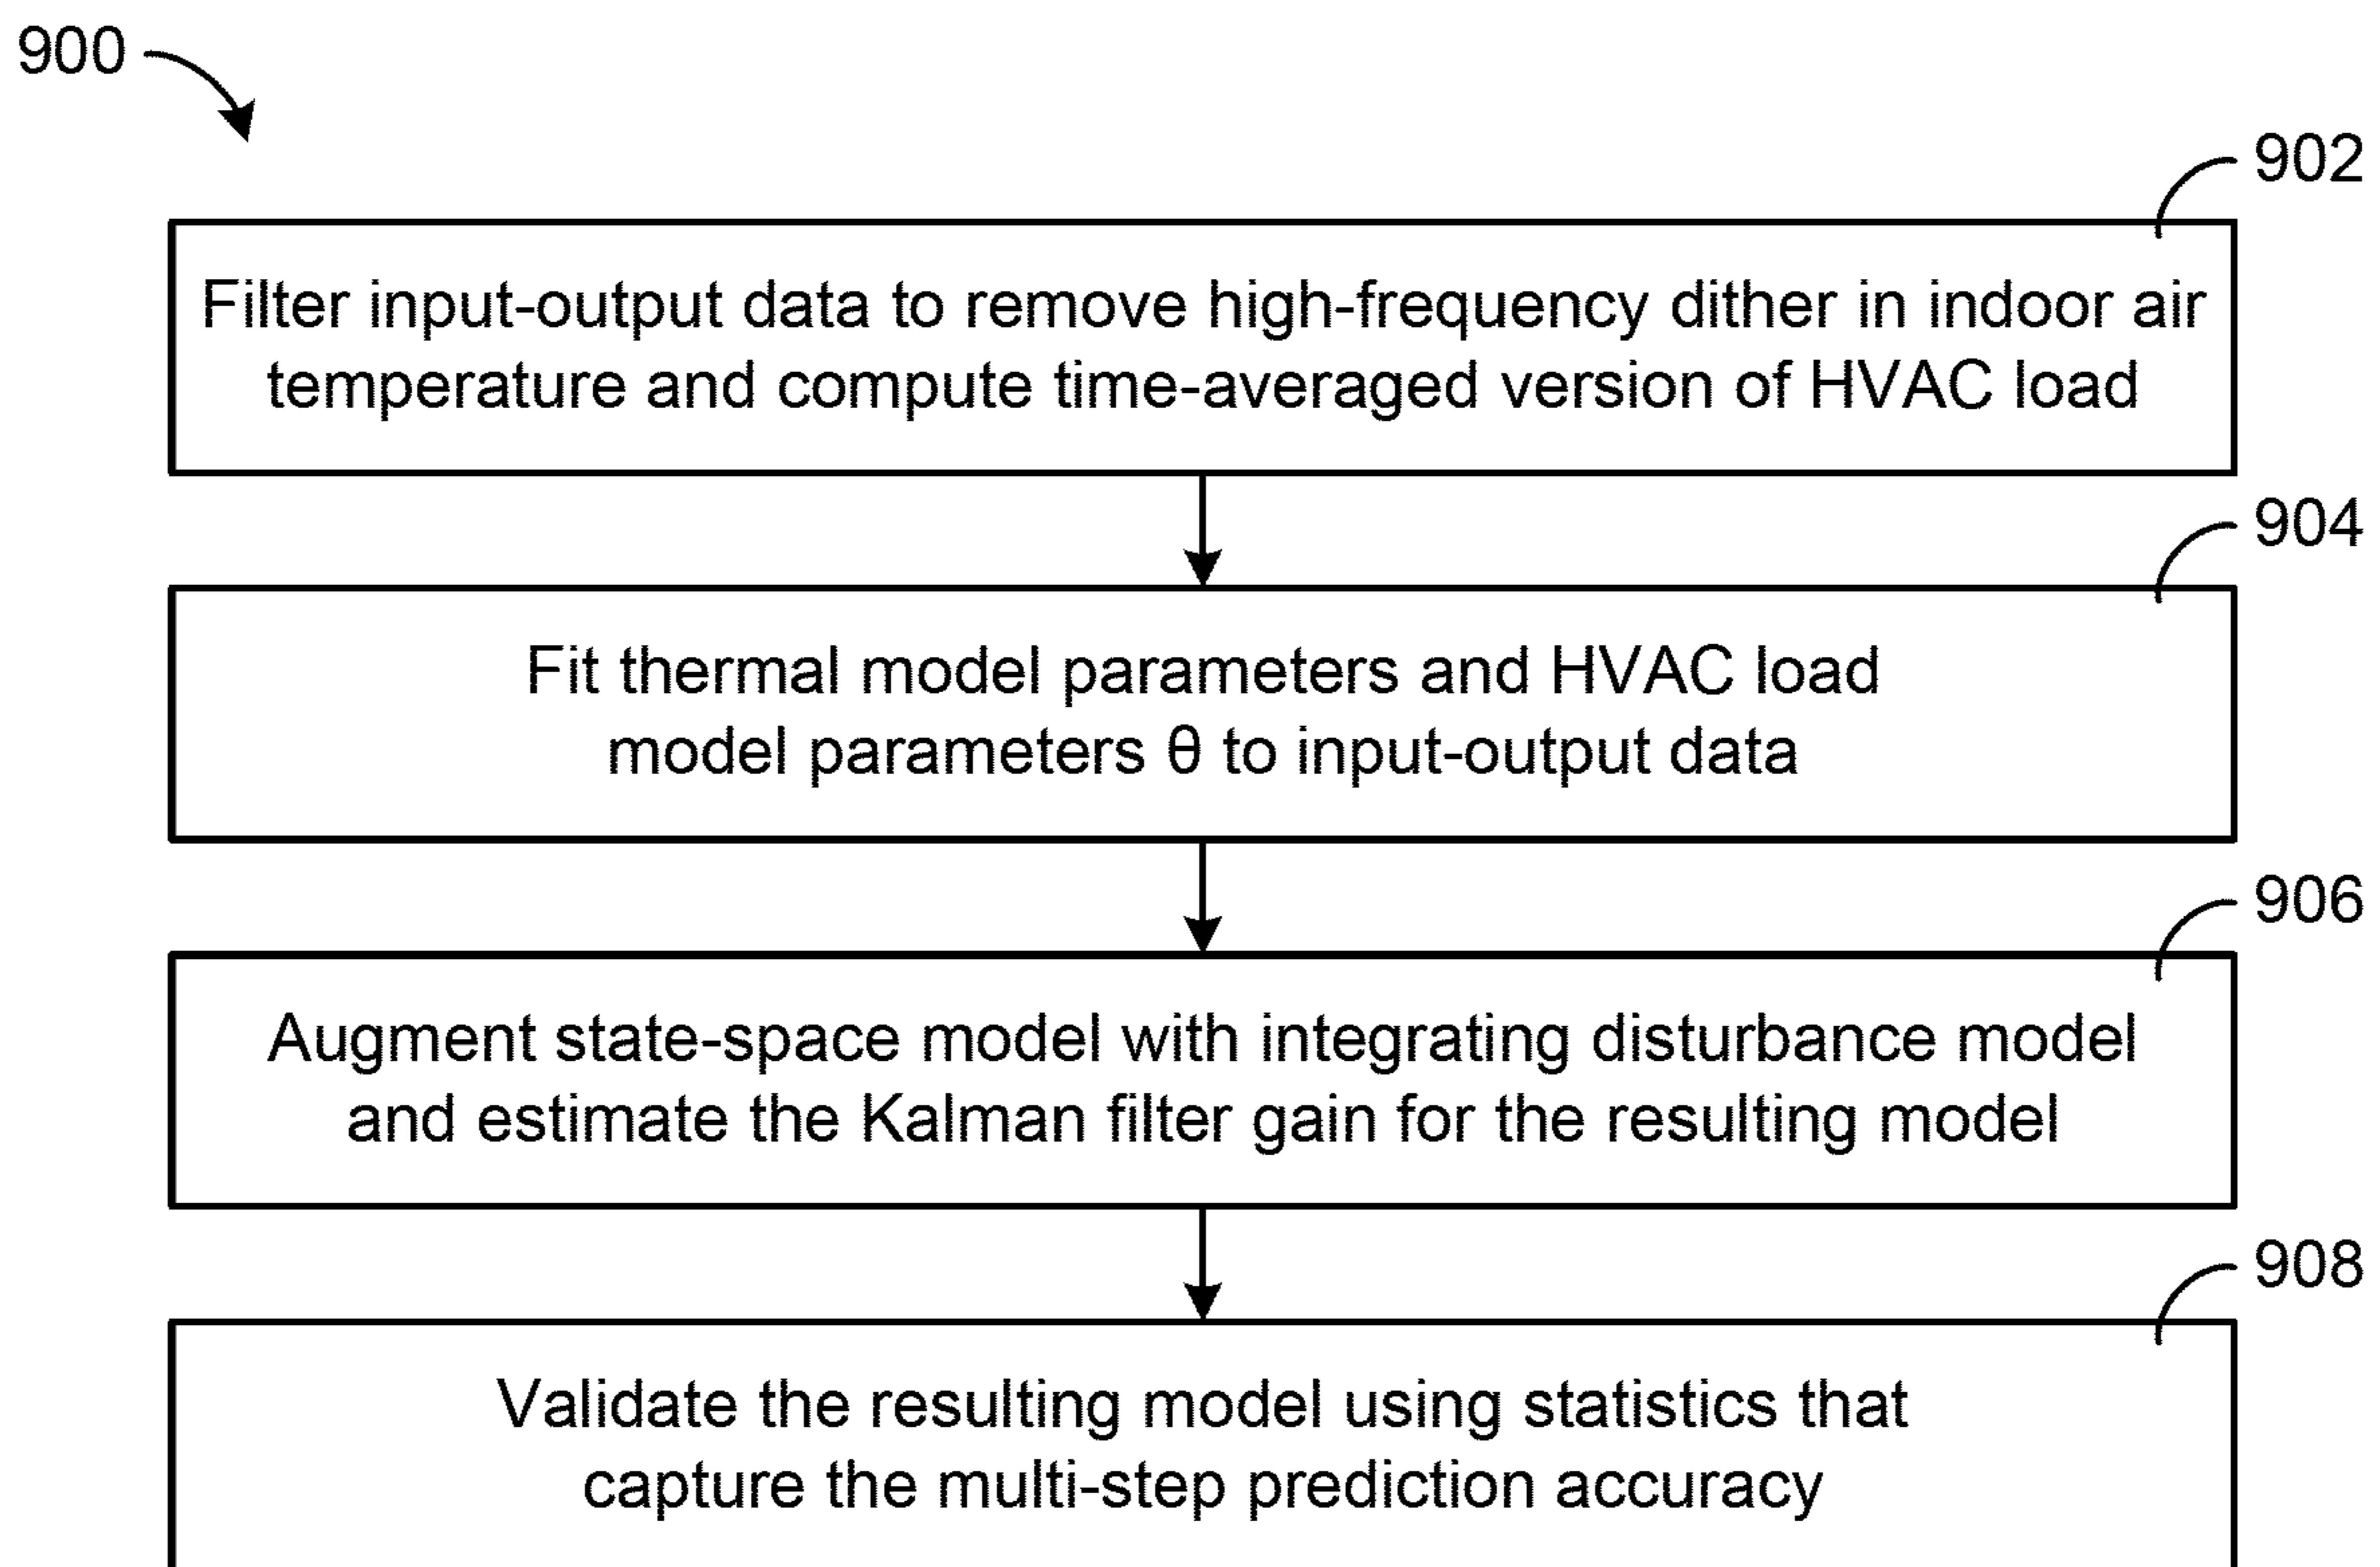 900
902
Filter input-output data to remove high-frequency dither in indoor air
temperature and compute time-averaged version of HVAC load
904
Fit thermal model parameters and HVAC load
model parameters θ to input-output data
906
Augment state-space model with integrating disturbance model
and estimate the Kalman filter gain for the resulting model
908
Validate the resulting model using statistics that
capture the multi-step prediction accuracy